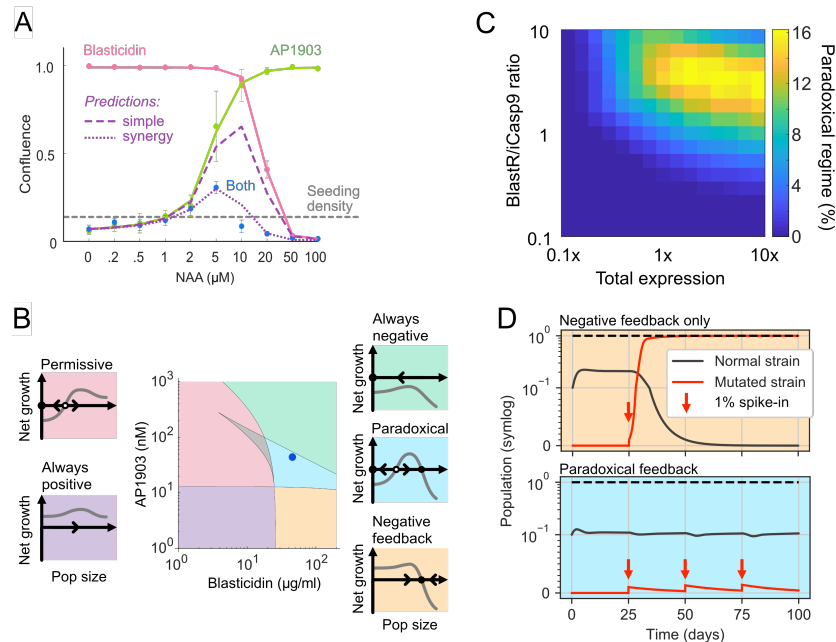 A
Blasticidin
AP1903
1.0
0.5
0
Confluence
Predictions:
simple
synergy
Both
Seeding
density
0 .2 .5 1 2 5 10 20 50 100
NAA (µM)
C
BlastR/iCasp9 ratio
10
1
0.1
0.1x 1x 10x
Total expression
16
12
8
4
0
Paradoxical regime (%)
B
Permissive
Net growth
Always
positive
Net growth
Pop size
AP1903 (nM)
10³
10²
10¹
10⁰
10⁰ 10¹ 10²
Blasticidin (µg/ml)
Always
negative
Net growth
Paradoxical
Net growth
Negative
feedback
Net growth
Pop size
D
Negative feedback only
10⁰
10⁻¹
0
Normal strain
Mutated strain
1% spike-in
Population (symlog)
Paradoxical feedback
10⁰
10⁻¹
0
0 25 50 75 100
Time (days)